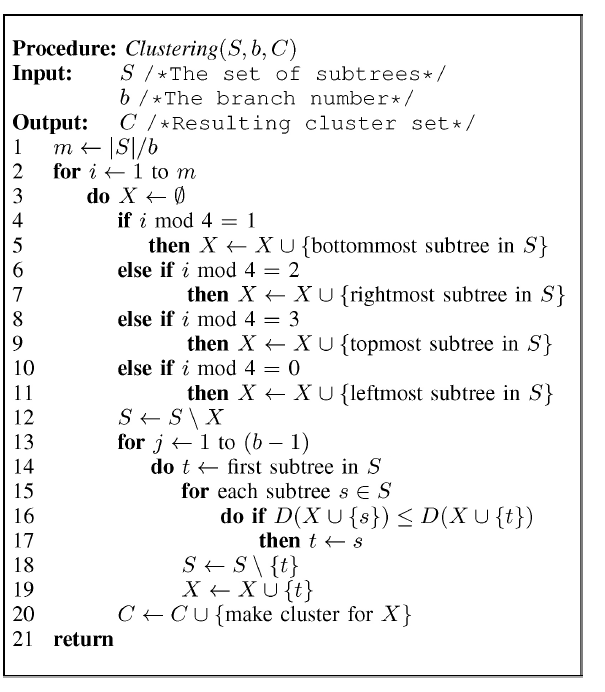 Procedure: Clustering(S, b, C)
Input: S /*The set of subtrees*/
b /*The branch number*/
Output: C /*Resulting cluster set*/
1 m ← |S|/b
2 for i ← 1 to m
3 do X ← ∅
4 if i mod 4 = 1
5 then X ← X ∪ {bottommost subtree in S}
6 else if i mod 4 = 2
7 then X ← X ∪ {rightmost subtree in S}
8 else if i mod 4 = 3
9 then X ← X ∪ {topmost subtree in S}
10 else if i mod 4 = 0
11 then X ← X ∪ {leftmost subtree in S}
12 S ← S \ X
13 for j ← 1 to (b − 1)
14 do t ← first subtree in S
15 for each subtree s ∈ S
16 do if D(X ∪ {s}) ≤ D(X ∪ {t})
17 then t ← s
18 S ← S \ {t}
19 X ← X ∪ {t}
20 C ← C ∪ {make cluster for X}
21 return